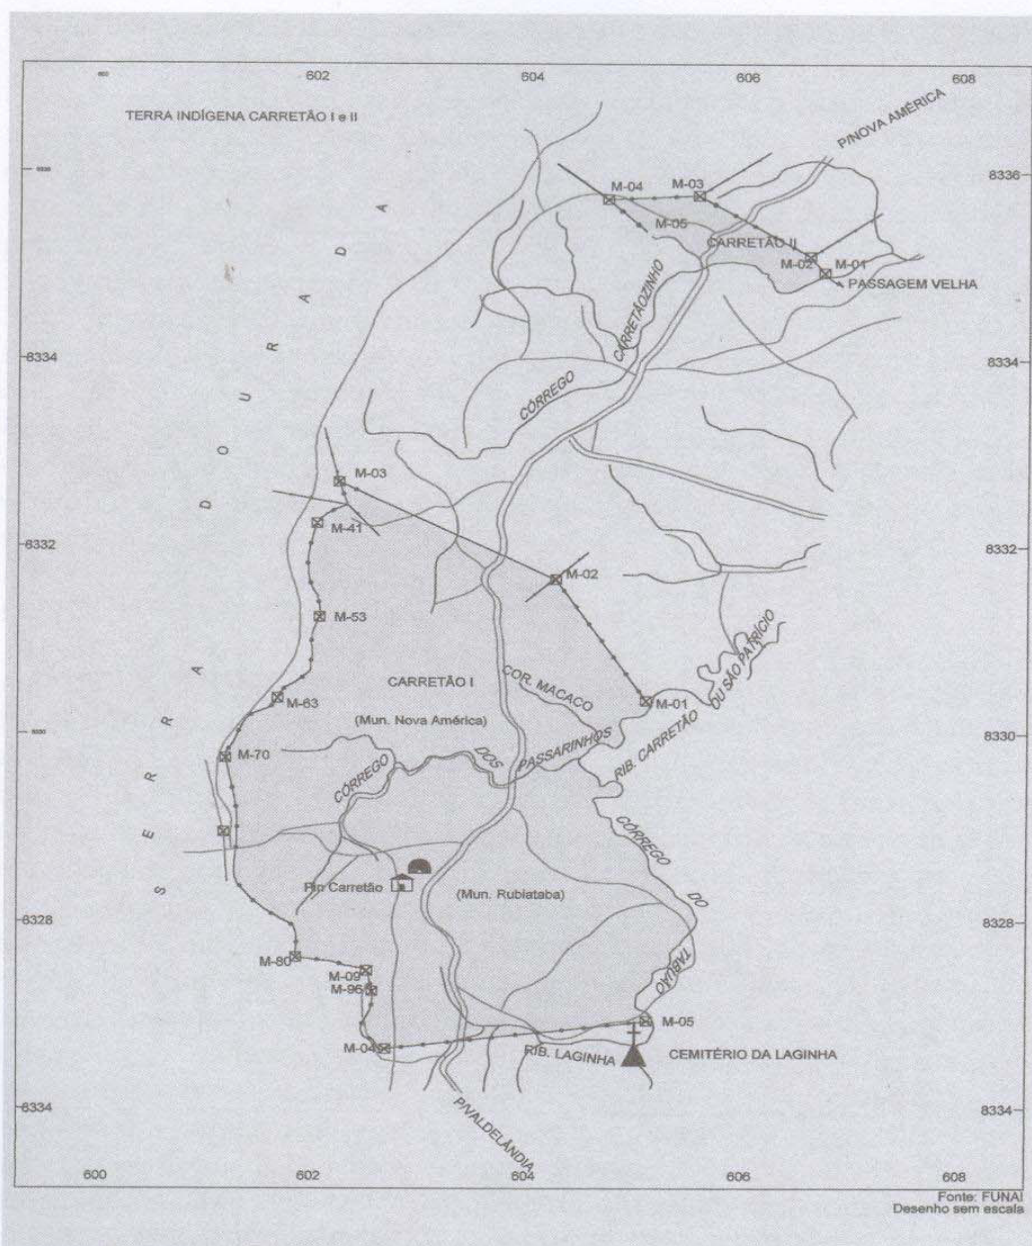 602
604
606
608
TERRA INDÍGENA CARRETÃO I e II
P/NOVA AMÉRICA
8336
M-04
M-03
M-05
CARRETÃO II
M-02
M-01
PASSAGEM VELHA
SERRA DOURADA
CÓRREGO CARRETÃOZINHO
8334
8334
M-03
M-41
8332
8332
M-02
M-53
CARRETÃO I
COR. MACACO
M-01
RIB. CARRETÃO OU SÃO PATRÍCIO
M-63
(Mun. Nova América)
8330
M-70
CÓRREGO DOS PASSARINHOS
CÓRREGO DO TABUÃO
Rio Carretão
(Mun. Rubiataba)
8328
8328
M-80
M-09
M-96
M-05
M-04
RIB. LAGINHA
CEMITÉRIO DA LAGINHA
8334
8334
P/VALDELÂNDIA
600
602
604
606
608
Fonte: FUNAI
Desenho sem escala